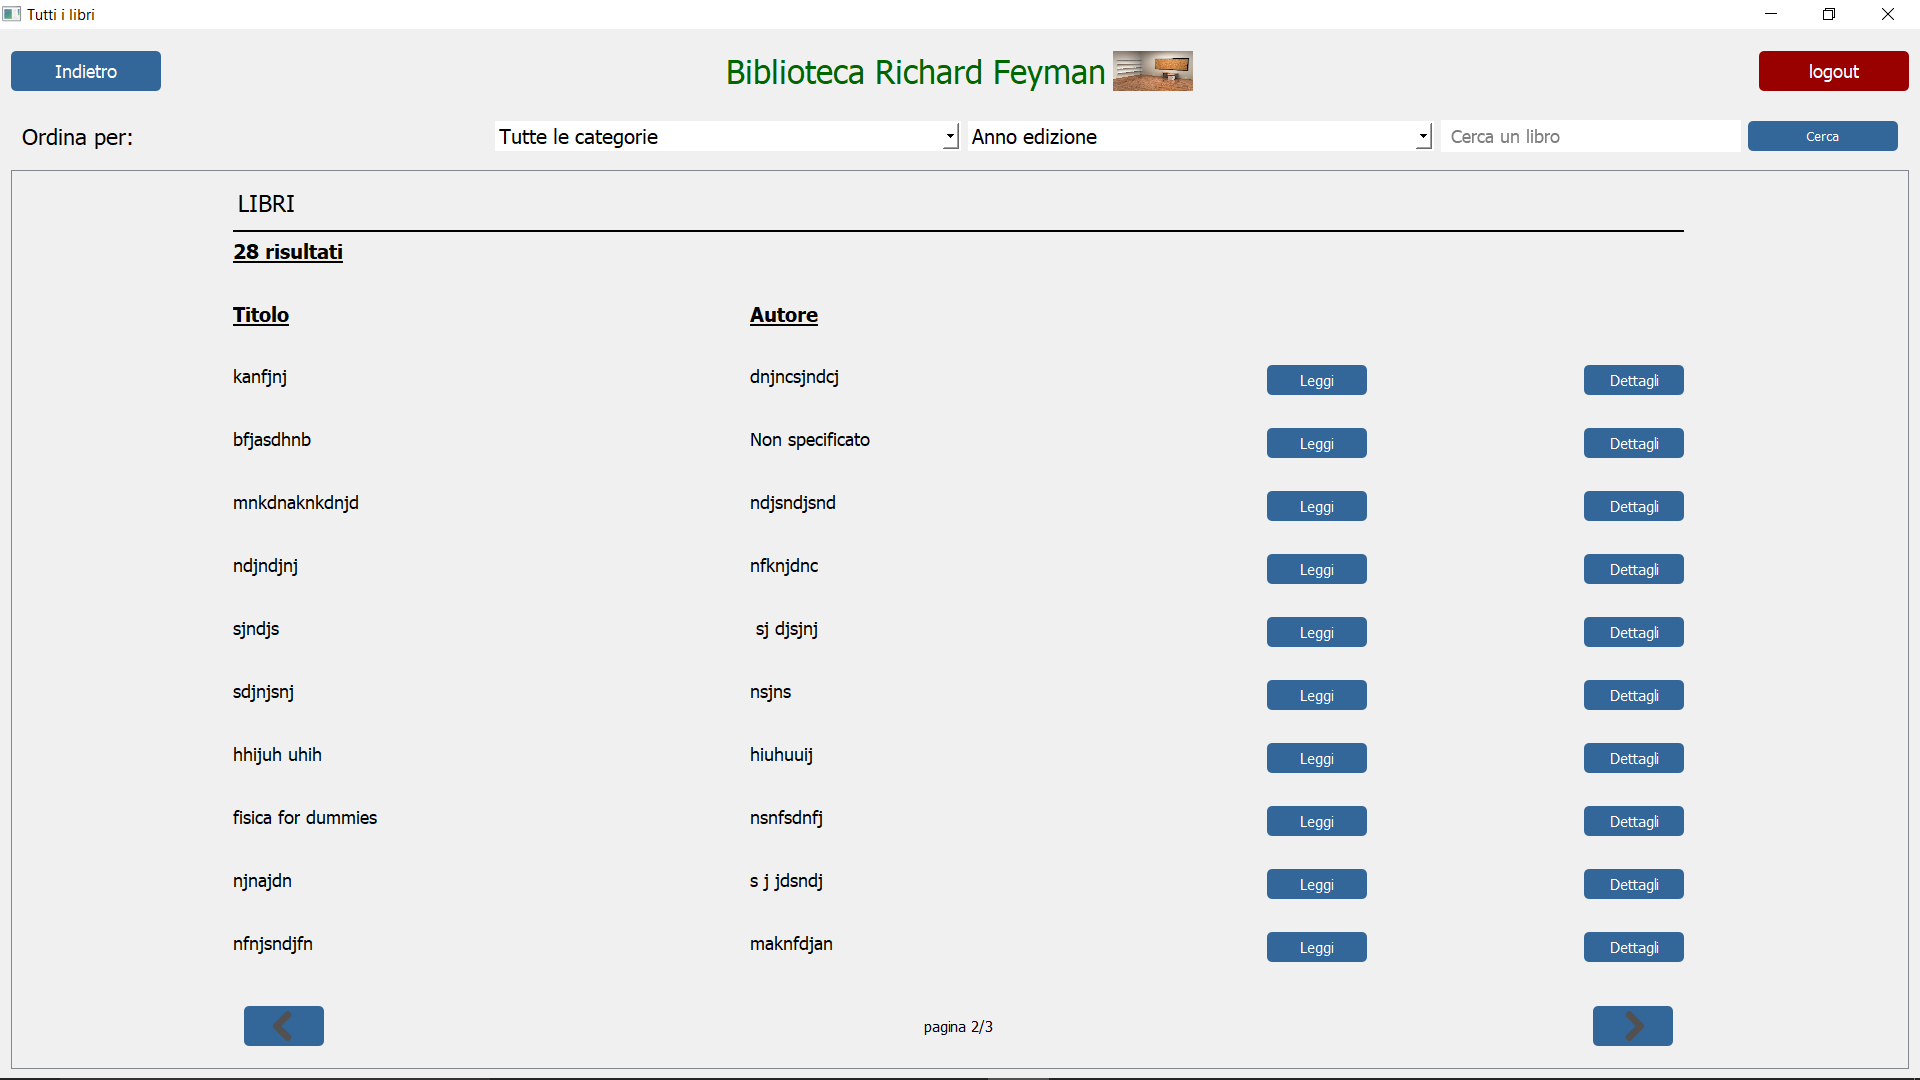 Tutti i libri
Indietro
Biblioteca Richard Feyman
logout
Ordina per:
Tutte le categorie
Anno edizione
Cerca un libro
Cerca
LIBRI
28 risultati
Titolo Autore
kanfjnj dnjncsjndcj Leggi Dettagli
bfjasdhnb Non specificato Leggi Dettagli
mnkdnaknkdnjd ndjsndjsnd Leggi Dettagli
ndjndjnj nfknjdnc Leggi Dettagli
sjndjs sj djsjnj Leggi Dettagli
sdjnjsnj nsjns Leggi Dettagli
hhijuh uhih hiuhuuij Leggi Dettagli
fisica for dummies nsnfsdnfj Leggi Dettagli
njnajdn s j jdsndj Leggi Dettagli
nfnjsndjfn maknfdjan Leggi Dettagli
pagina 2/3